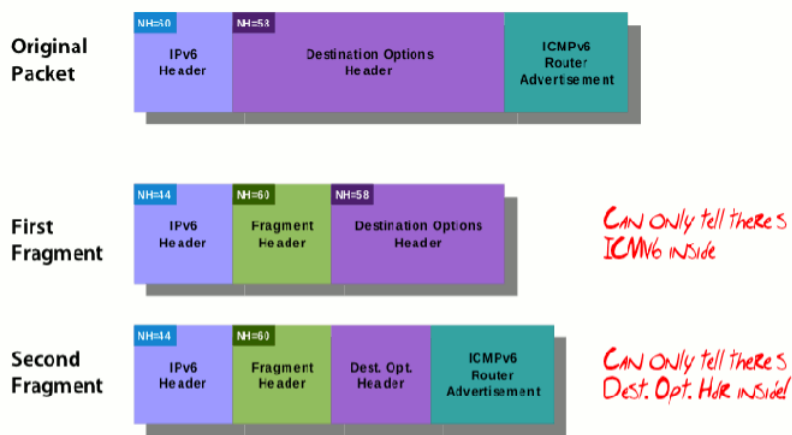 NH=60
NH=58
Original
Packet
IPv6
Header
Destination Options
Header
ICMPv6
Router
Advertisement
NH=44
NH=60
NH=58
First
Fragment
IPv6
Header
Fragment
Header
Destination Options
Header
CAN ONLY tell there s
ICMV6 inside
NH=44
NH=60
Second
Fragment
IPv6
Header
Fragment
Header
Dest. Opt.
Header
ICMPv6
Router
Advertisement
CAN ONLY tell there s
Dest. Opt. Hdr inside!